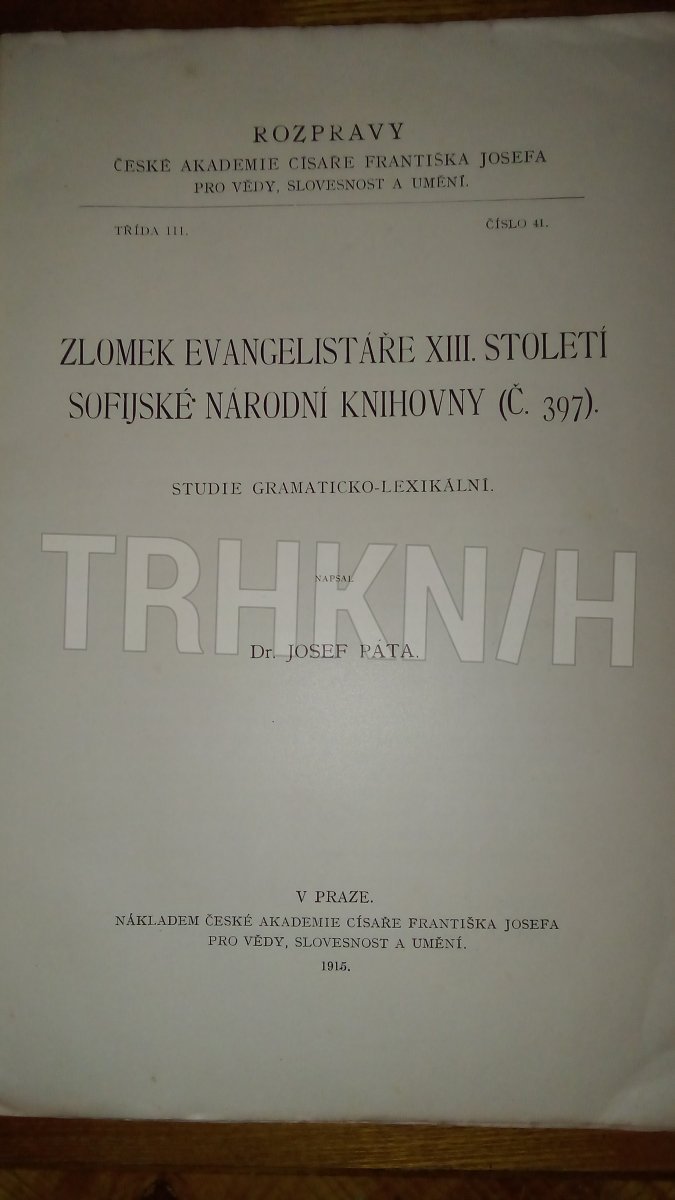 ROZPRAVY
ČESKÉ AKADEMIE CÍSAŘE FRANTIŠKA JOSEFA
PRO VĚDY, SLOVESNOST A UMĚNÍ.
TŘÍDA III.
ČÍSLO 41.
ZLOMEK EVANGELISTÁŘE XIII. STOLETÍ
SOFIJSKÉ NÁRODNÍ KNIHOVNY (Č. 397).
STUDIE GRAMATICKO-LEXIKÁLNÍ.
TRHKN/H
NAPSAL
Dr. JOSEF PÁTA.
V PRAZE.
NÁKLADEM ČESKÉ AKADEMIE CÍSAŘE FRANTIŠKA JOSEFA
PRO VĚDY, SLOVESNOST A UMĚNÍ.
1915.